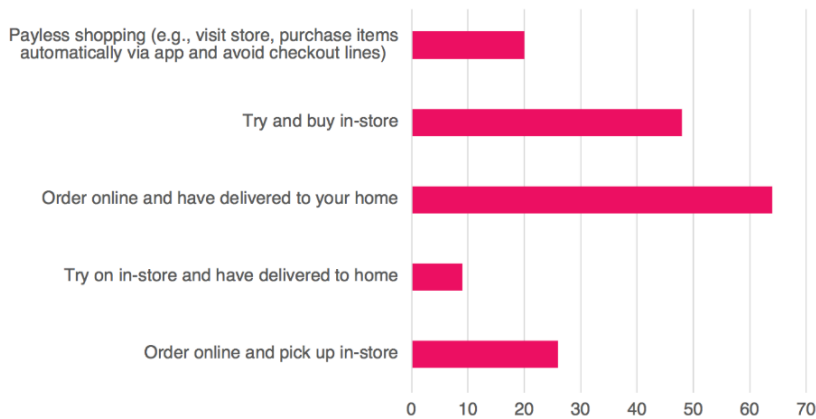 Payless shopping (e.g., visit store, purchase items
automatically via app and avoid checkout lines)
Try and buy in-store
Order online and have delivered to your home
Try on in-store and have delivered to home
Order online and pick up in-store
0 10 20 30 40 50 60 70